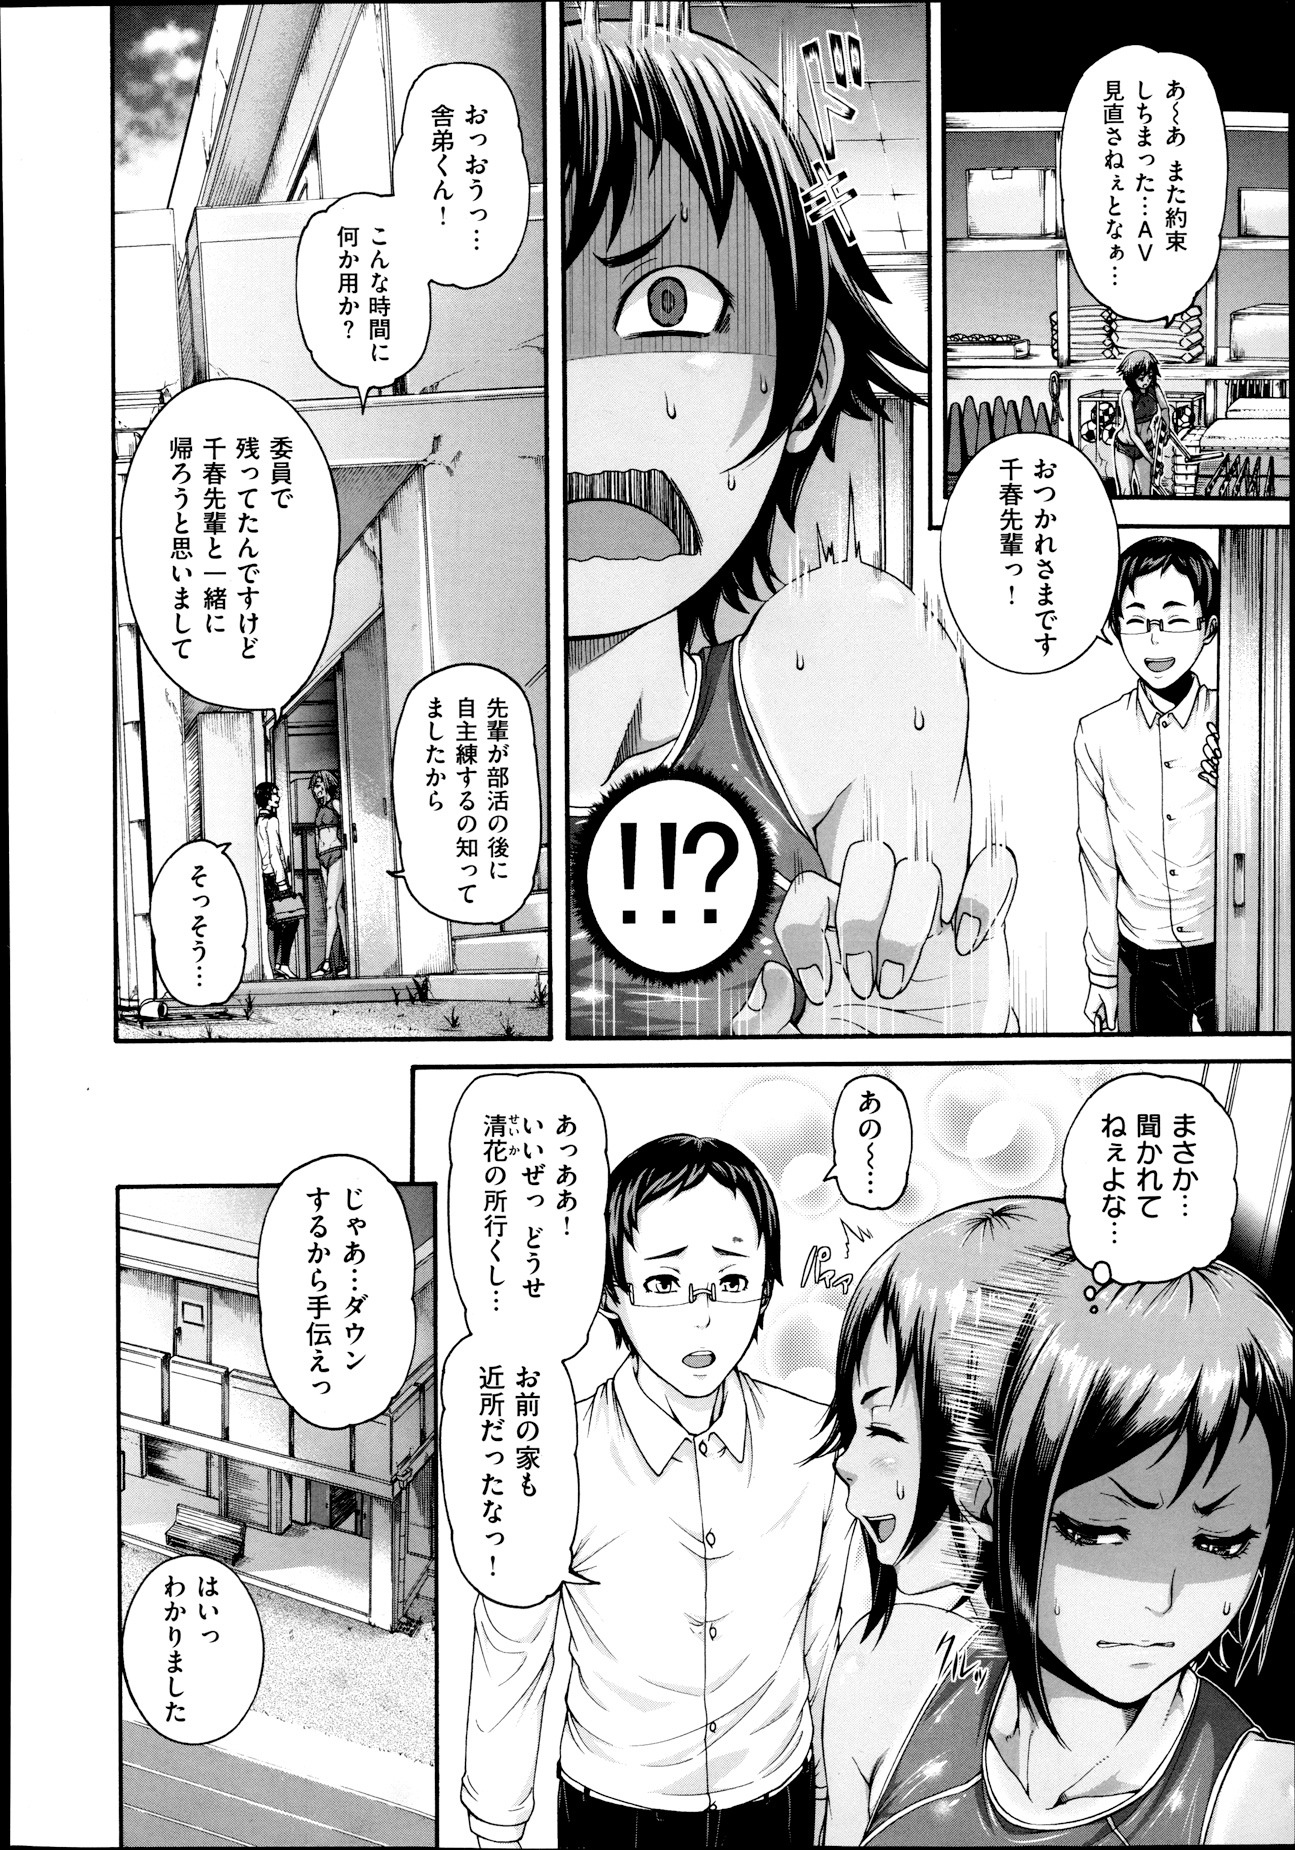 あ〜あ また約束
しちまった…AV
見直さねぇとなぁ…
おつかれさまです
千春先輩っ！
ドキ
!!?
おっおうっ…
舎弟くん！
こんな時間に
何か用か？
委員で
残ってたんですけど
千春先輩と一緒に
帰ろうと思いまして
先輩が部活の後に
自主練するの知って
ましたから
そっそう…
まさか…
聞かれて
ねぇよな…
あの〜…
パァァ
クルッ
あっああ！
いいぜっ どうせ
清花の所行くし…
せいか
お前の家も
近所だったなっ！
じゃあ…ダウン
するから手伝えっ
はいっ
わかりました